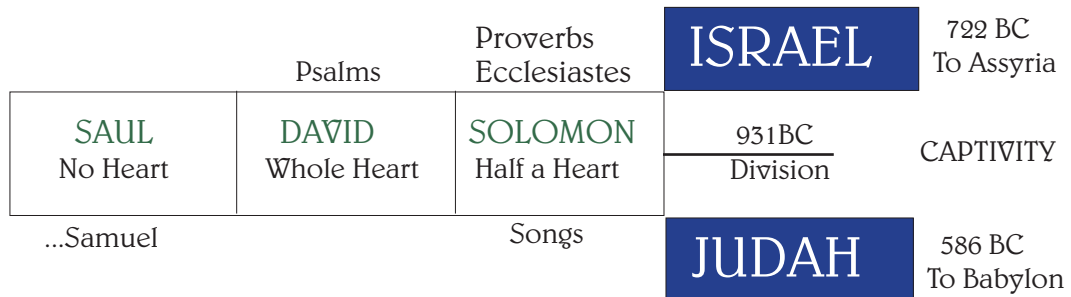 Psalms
Proverbs
Ecclesiastes
ISRAEL
722 BC
To Assyria
SAUL
No Heart
DAVID
Whole Heart
SOLOMON
Half a Heart
931BC
Division
CAPTIVITY
...Samuel
Songs
JUDAH
586 BC
To Babylon